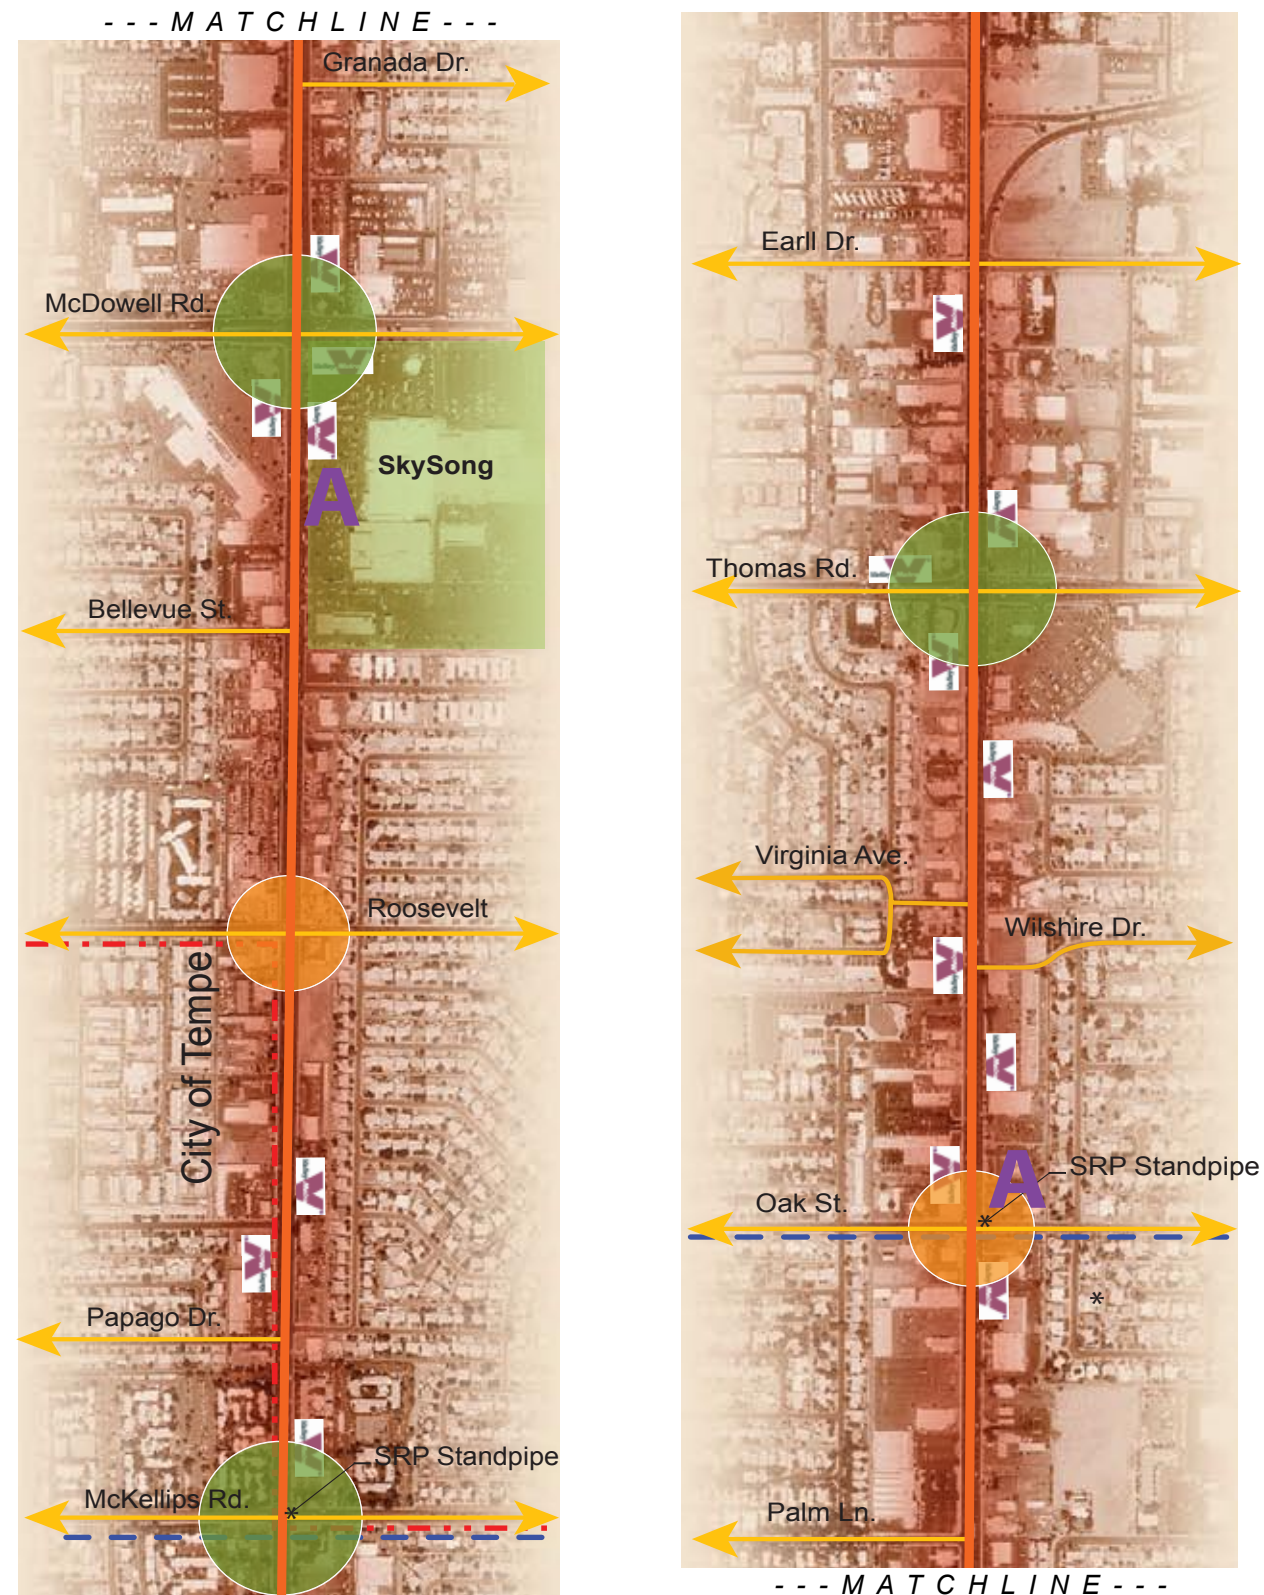 - - - M A T C H L I N E - - -
Granada Dr.
McDowell Rd.
SkySong
A
Bellevue St.
Roosevelt
City of Tempe
Papago Dr.
SRP Standpipe
*
McKellips Rd.
Earll Dr.
Thomas Rd.
Virginia Ave.
Wilshire Dr.
A
SRP Standpipe
Oak St.
*
*
Palm Ln.
- - - M A T C H L I N E - - -